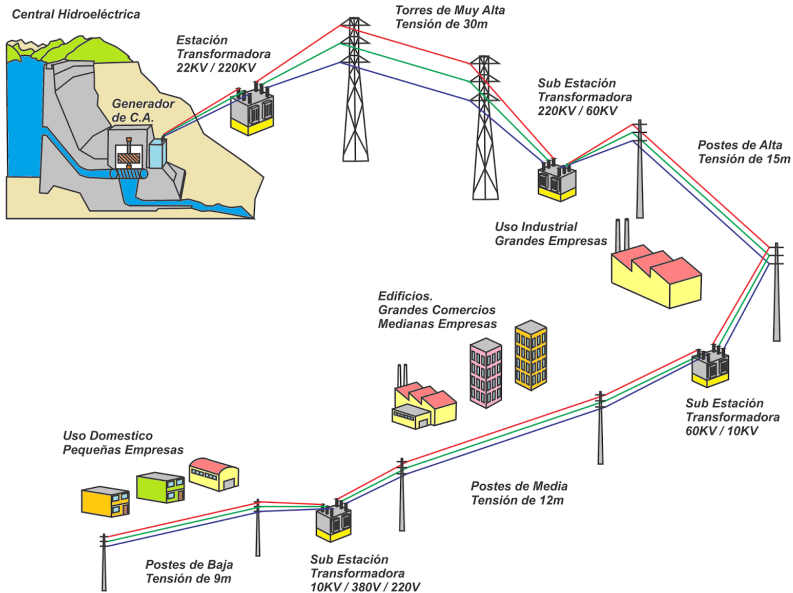 Central Hidroeléctrica
Estación
Transformadora
22KV / 220KV
Torres de Muy Alta
Tensión de 30m
Generador
de C.A.
Sub Estación
Transformadora
220KV / 60KV
Postes de Alta
Tensión de 15m
Uso Industrial
Grandes Empresas
Edificios.
Grandes Comercios
Medianas Empresas
Sub Estación
Transformadora
60KV / 10KV
Uso Domestico
Pequeñas Empresas
Postes de Media
Tensión de 12m
Postes de Baja
Tensión de 9m
Sub Estación
Transformadora
10KV / 380V / 220V